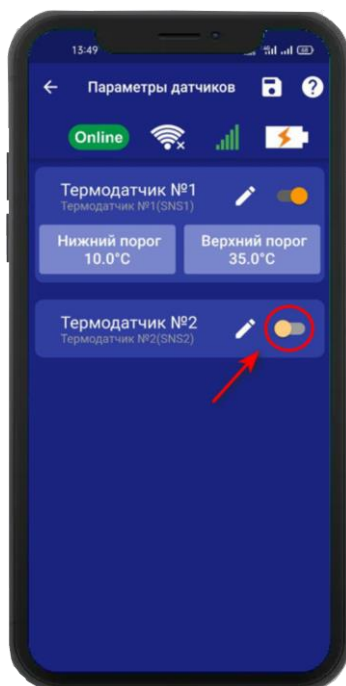 13:49
Параметры датчиков
Online
Термодатчик №1
Термодатчик №1(SNS1)
Нижний порог
10.0°C
Верхний порог
35.0°C
Термодатчик №2
Термодатчик №2(SNS2)